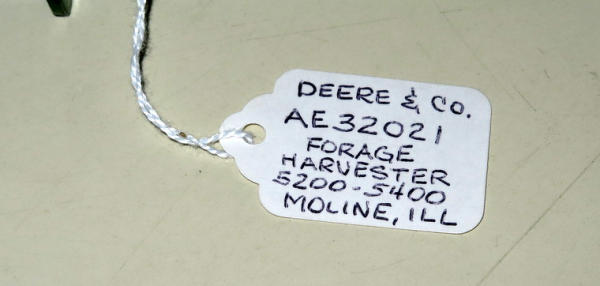 DEERE & CO.
AE32021
FORAGE
HARVESTER
5200-5400
MOLINE, ILL